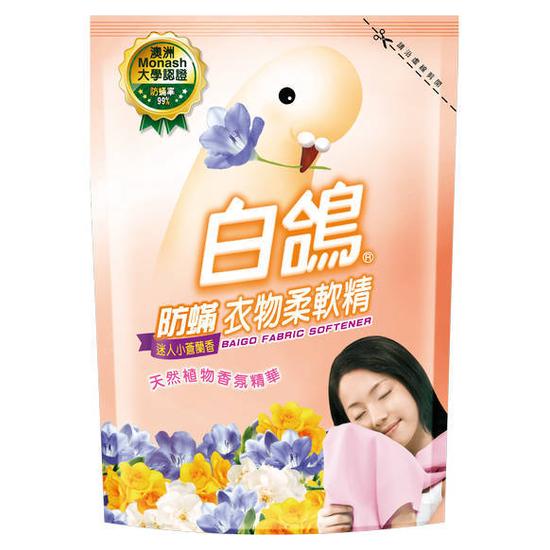 澳洲
Monash
大學認證
防蟎率
99%
請沿虛線剪開
白鴿®
防蟎 衣物柔軟精
BAIGO FABRIC SOFTENER
迷人小蒼蘭香
天然植物香氛精華